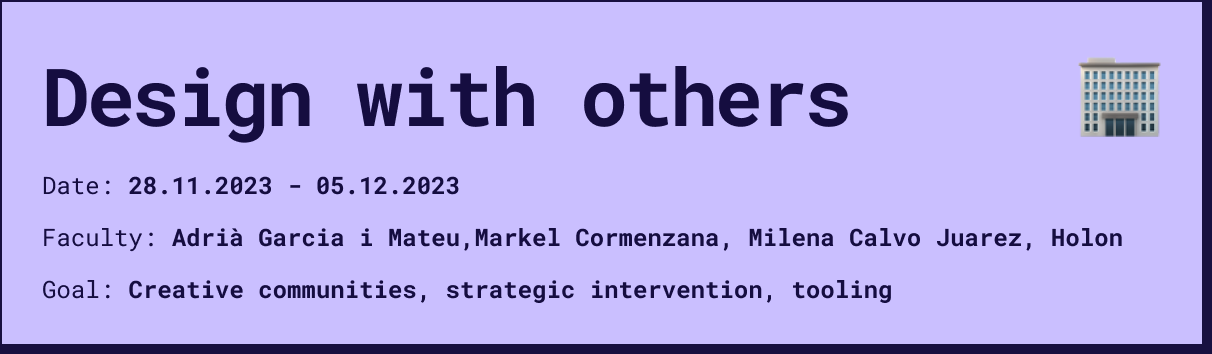 Design with others
Date: 28.11.2023 - 05.12.2023
Faculty: Adrià Garcia i Mateu,Markel Cormenzana, Milena Calvo Juarez, Holon
Goal: Creative communities, strategic intervention, tooling